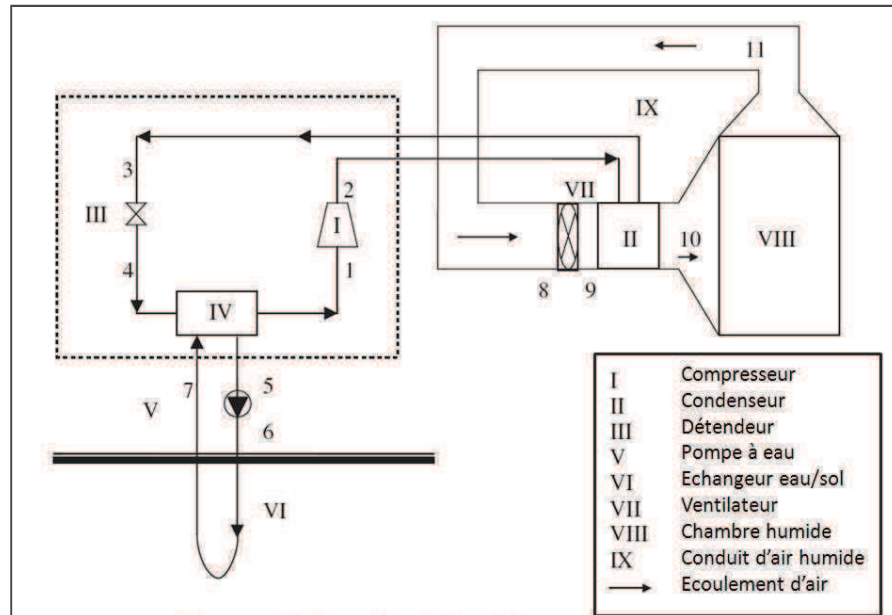 11
IX
3
2
VII
III
I
II
10
VIII
4
1
8
9
IV
7
5
V
6
VI
I Compresseur
II Condenseur
III Détendeur
V Pompe à eau
VI Echangeur eau/sol
VII Ventilateur
VIII Chambre humide
IX Conduit d'air humide
Ecoulement d'air